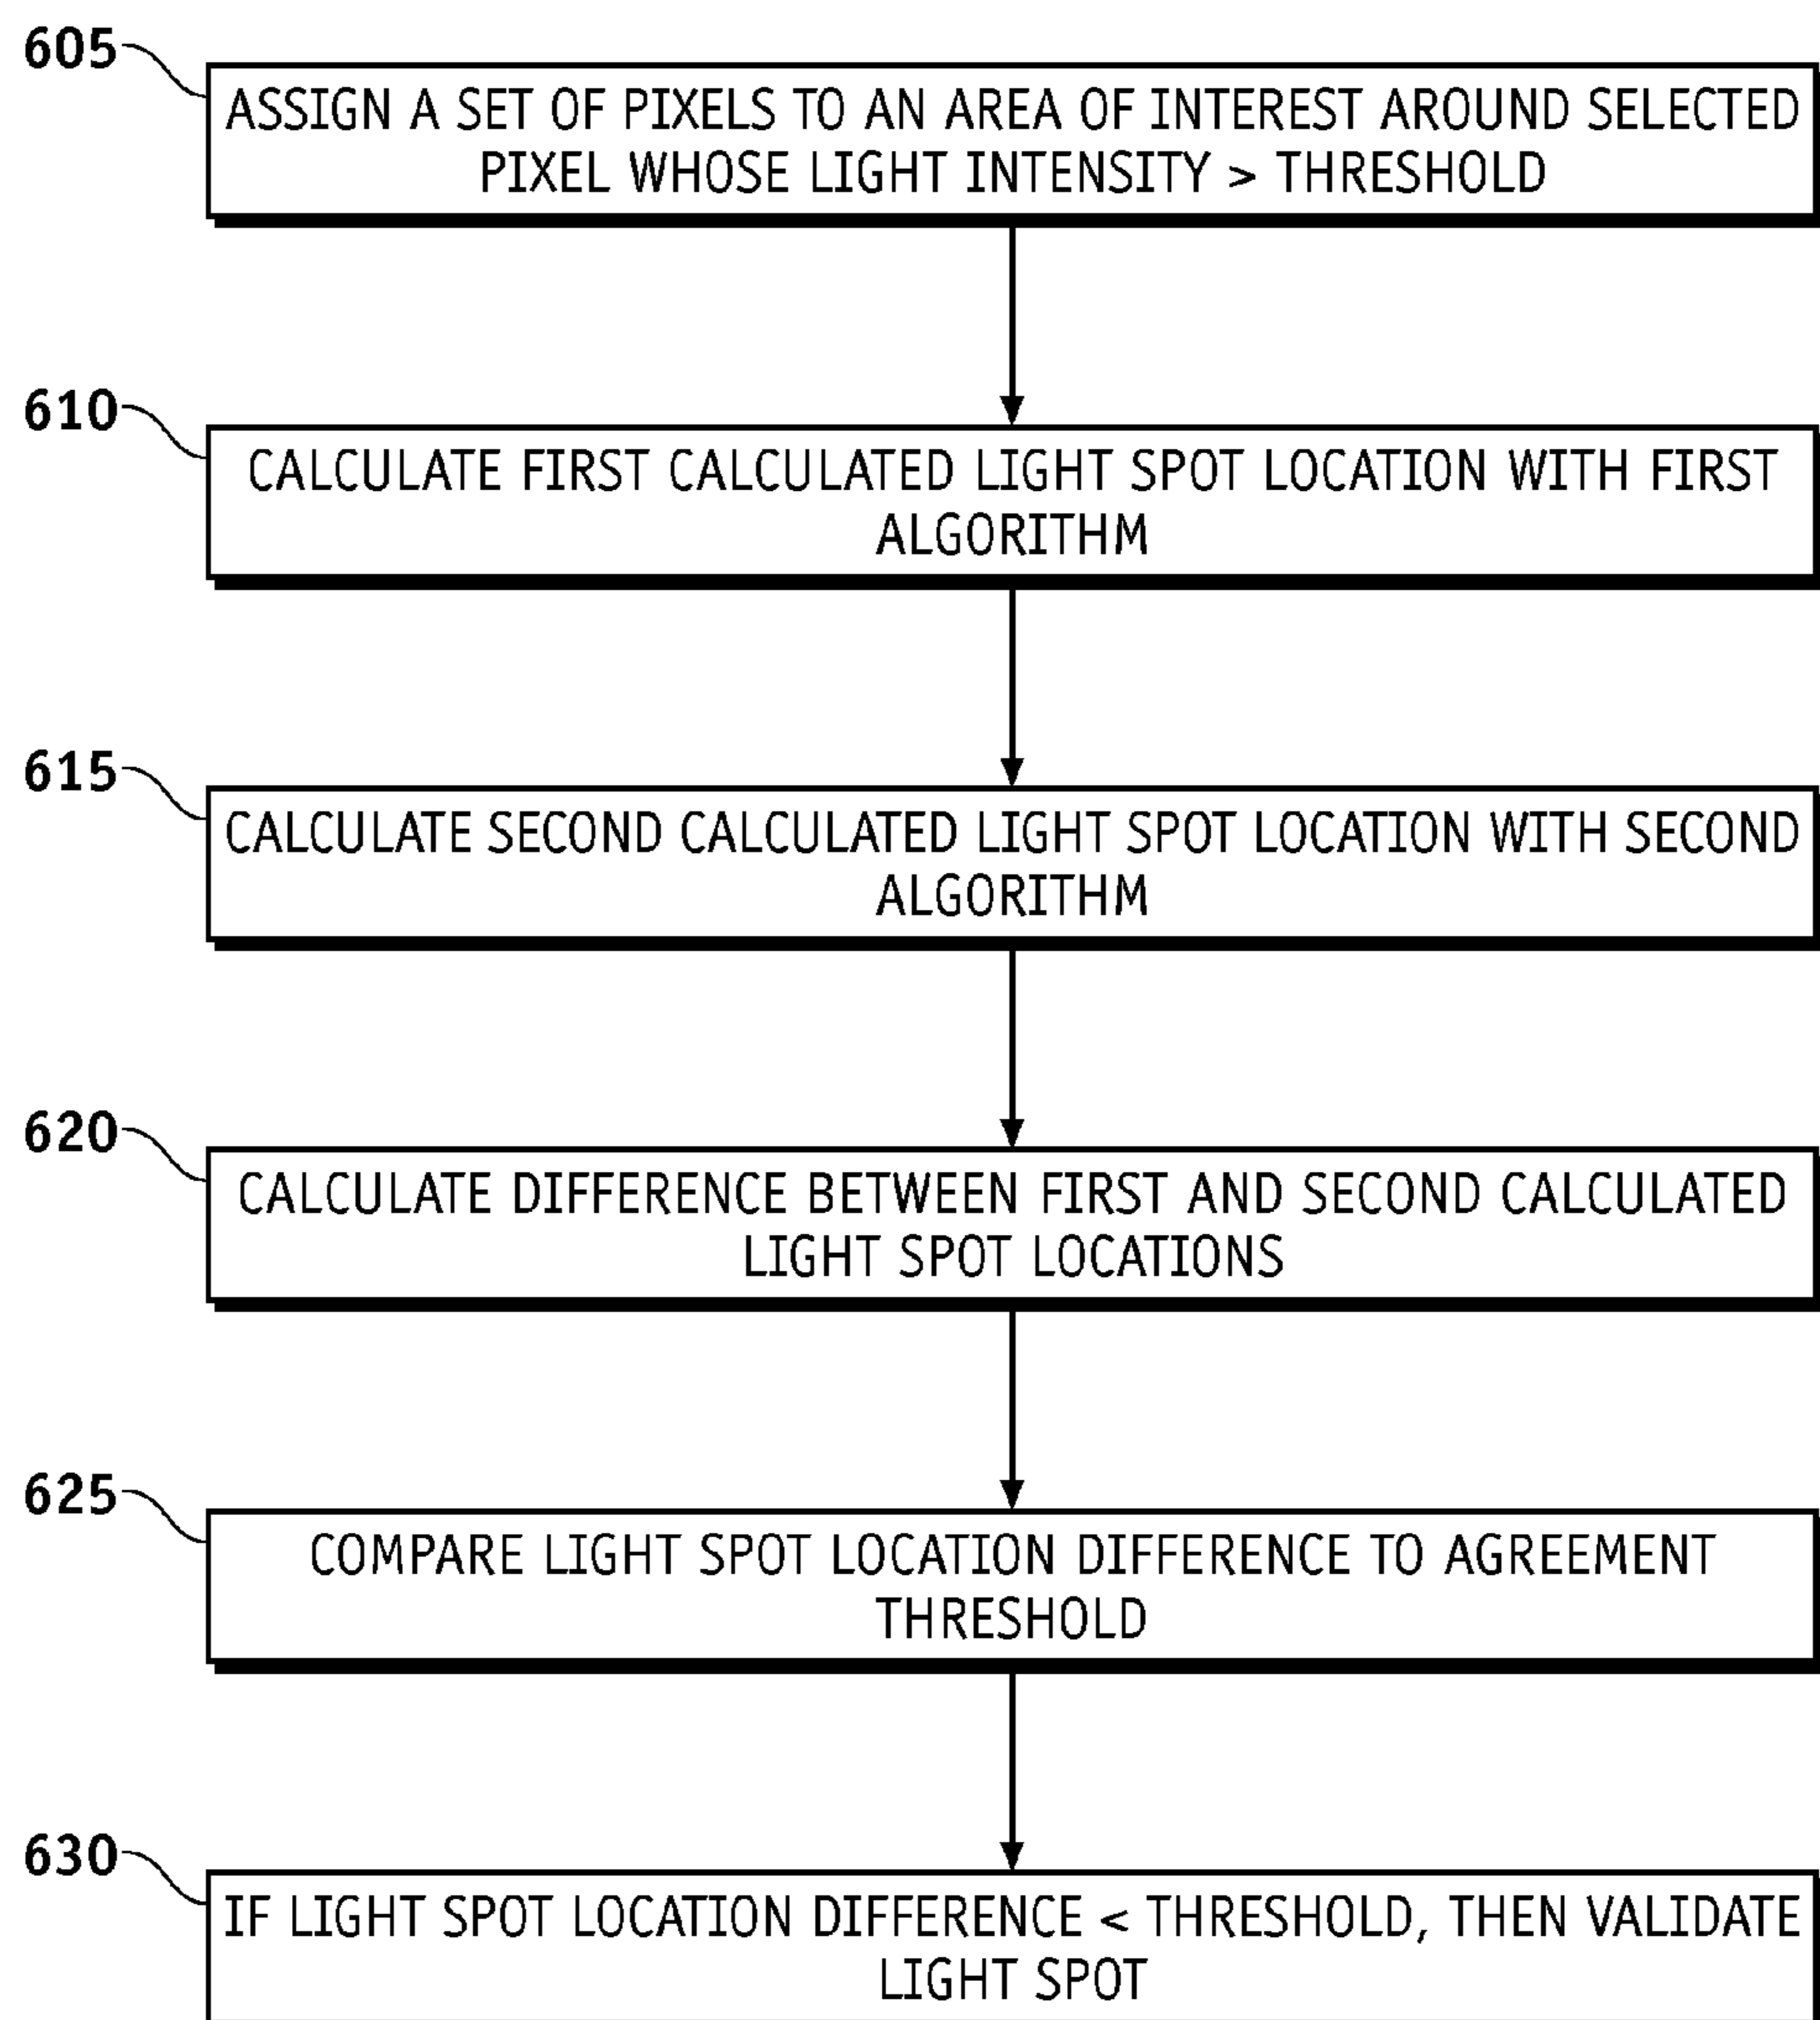 605
ASSIGN A SET OF PIXELS TO AN AREA OF INTEREST AROUND SELECTED
PIXEL WHOSE LIGHT INTENSITY > THRESHOLD
610
CALCULATE FIRST CALCULATED LIGHT SPOT LOCATION WITH FIRST
ALGORITHM
615
CALCULATE SECOND CALCULATED LIGHT SPOT LOCATION WITH SECOND
ALGORITHM
620
CALCULATE DIFFERENCE BETWEEN FIRST AND SECOND CALCULATED
LIGHT SPOT LOCATIONS
625
COMPARE LIGHT SPOT LOCATION DIFFERENCE TO AGREEMENT
THRESHOLD
630
IF LIGHT SPOT LOCATION DIFFERENCE < THRESHOLD, THEN VALIDATE
LIGHT SPOT